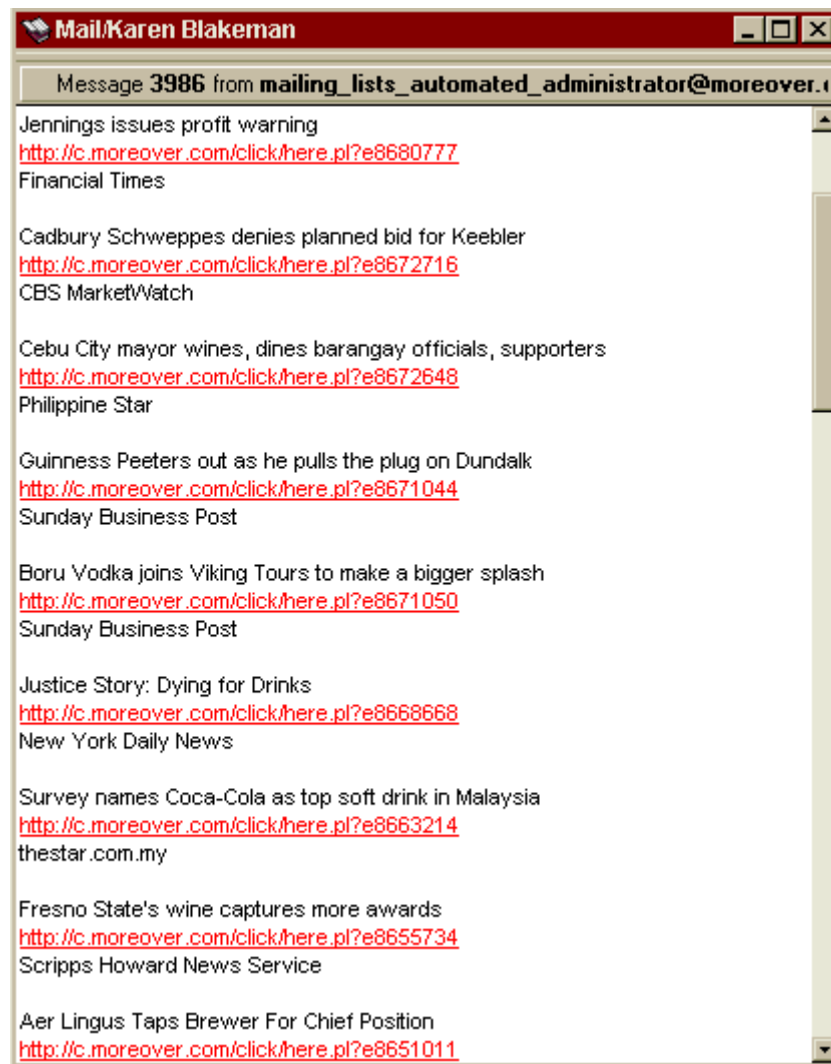 Mail/Karen Blakeman
Message 3986 from mailing_lists_automated_administrator@moreover.
Jennings issues profit warning
http://c.moreover.com/click/here.pl?e8680777
Financial Times
Cadbury Schweppes denies planned bid for Keebler
http://c.moreover.com/click/here.pl?e8672716
CBS MarketWatch
Cebu City mayor wines, dines barangay officials, supporters
http://c.moreover.com/click/here.pl?e8672648
Philippine Star
Guinness Peeters out as he pulls the plug on Dundalk
http://c.moreover.com/click/here.pl?e8671044
Sunday Business Post
Boru Vodka joins Viking Tours to make a bigger splash
http://c.moreover.com/click/here.pl?e8671050
Sunday Business Post
Justice Story: Dying for Drinks
http://c.moreover.com/click/here.pl?e8668668
New York Daily News
Survey names Coca-Cola as top soft drink in Malaysia
http://c.moreover.com/click/here.pl?e8663214
thestar.com.my
Fresno State's wine captures more awards
http://c.moreover.com/click/here.pl?e8655734
Scripps Howard News Service
Aer Lingus Taps Brewer For Chief Position
http://c.moreover.com/click/here.pl?e8651011